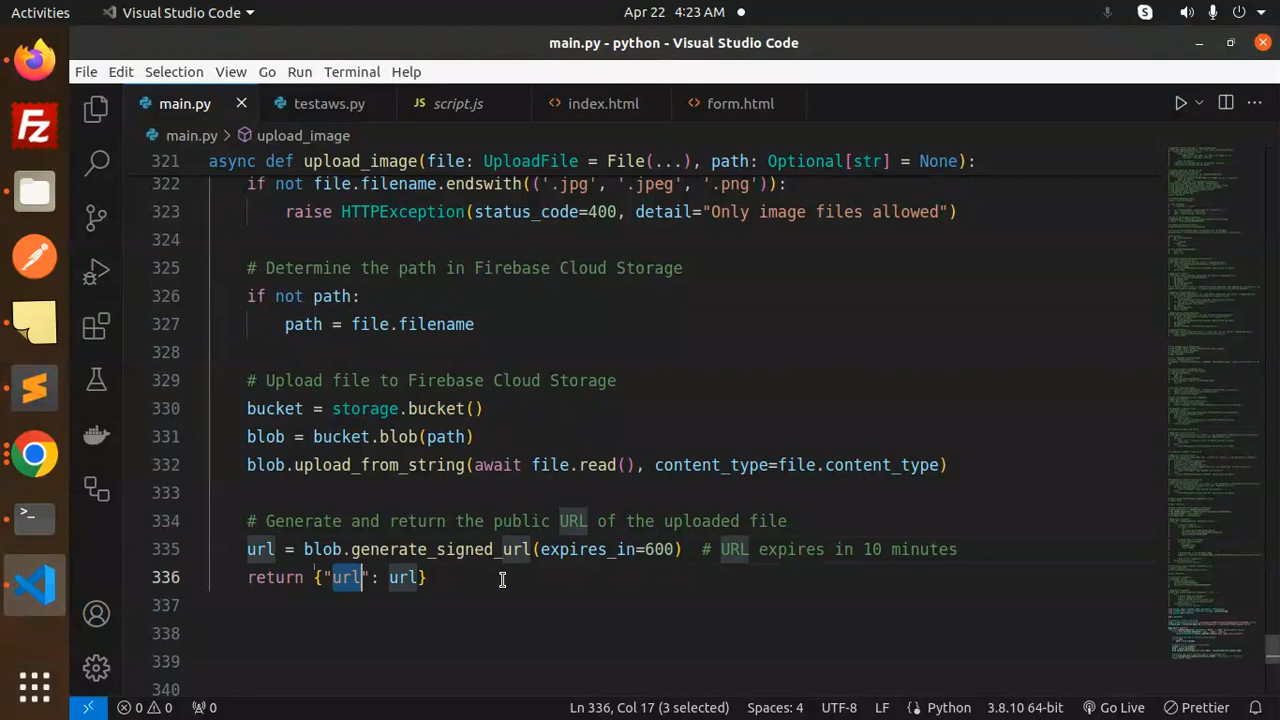 Activities Visual Studio Code Apr 22 4:23 AM
main.py - python - Visual Studio Code
File Edit Selection View Go Run Terminal Help
main.py testaws.py JS script.js index.html form.html
main.py > upload_image
321 async def upload_image(file: UploadFile = File(...), path: Optional[str] = None):
322 if not file.filename.endswith(('.jpg', '.jpeg', '.png')):
323 raise HTTPException(status_code=400, detail="Only image files allowed")
324
325 # Determine the path in Firebase Cloud Storage
326 if not path:
327 path = file.filename
328
329 # Upload file to Firebase Cloud Storage
330 bucket = storage.bucket()
331 blob = bucket.blob(path)
332 blob.upload_from_string(await file.read(), content_type=file.content_type)
333
334 # Generate and return the public URL of the uploaded file
335 url = blob.generate_signed_url(expires_in=600) # URL expires in 10 minutes
336 return {"url": url}
337
338
339
340
0 0 0 Ln 336, Col 17 (3 selected) Spaces: 4 UTF-8 LF Python 3.8.10 64-bit Go Live Prettier